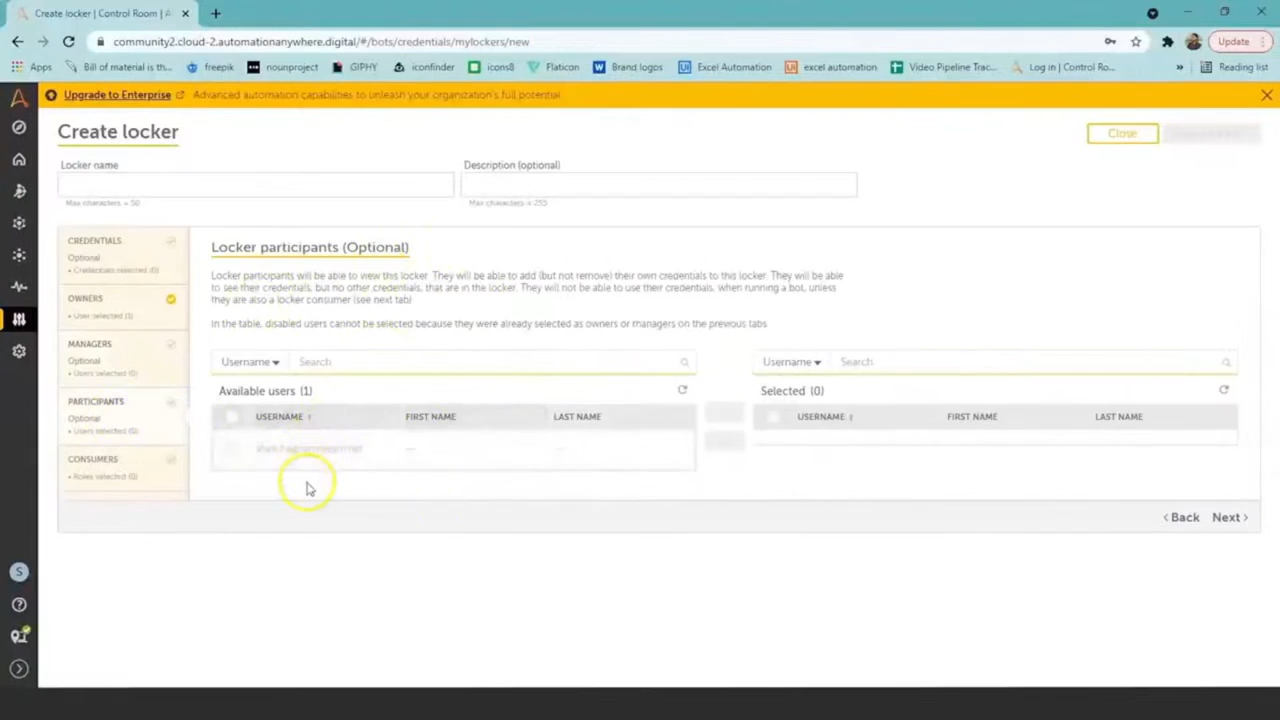 Create locker | Control Room | A
community2.cloud-2.automationanywhere.digital/#/bots/credentials/mylockers/new
Update
Apps
Bill of material is th...
freepik
nounproject
GIPHY
iconfinder
icons8
Flaticon
Brand logos
Excel Automation
excel automation
Video Pipeline Trac...
Log in | Control Ro...
»
Reading list
Upgrade to Enterprise
Advanced automation capabilities to unleash your organization's full potential.
Create locker
Close
Locker name
Description (optional)
Max characters = 50
Max characters = 255
CREDENTIALS
Optional
• Credentials selected (0)
OWNERS
• User selected (1)
MANAGERS
Optional
• Users selected (0)
PARTICIPANTS
Optional
• Users selected (0)
CONSUMERS
• Roles selected (0)
Locker participants (Optional)
Locker participants will be able to view this locker. They will be able to add (but not remove) their own credentials to this locker. They will be able
to see their credentials, but no other credentials, that are in the locker. They will not be able to use their credentials, when running a bot, unless
they are also a locker consumer (see next tab)
In the table, disabled users cannot be selected because they were already selected as owners or managers on the previous tabs
Username
Search
Username
Search
Available users (1)
Selected (0)
USERNAME
FIRST NAME
LAST NAME
USERNAME
FIRST NAME
LAST NAME
Back
Next
S